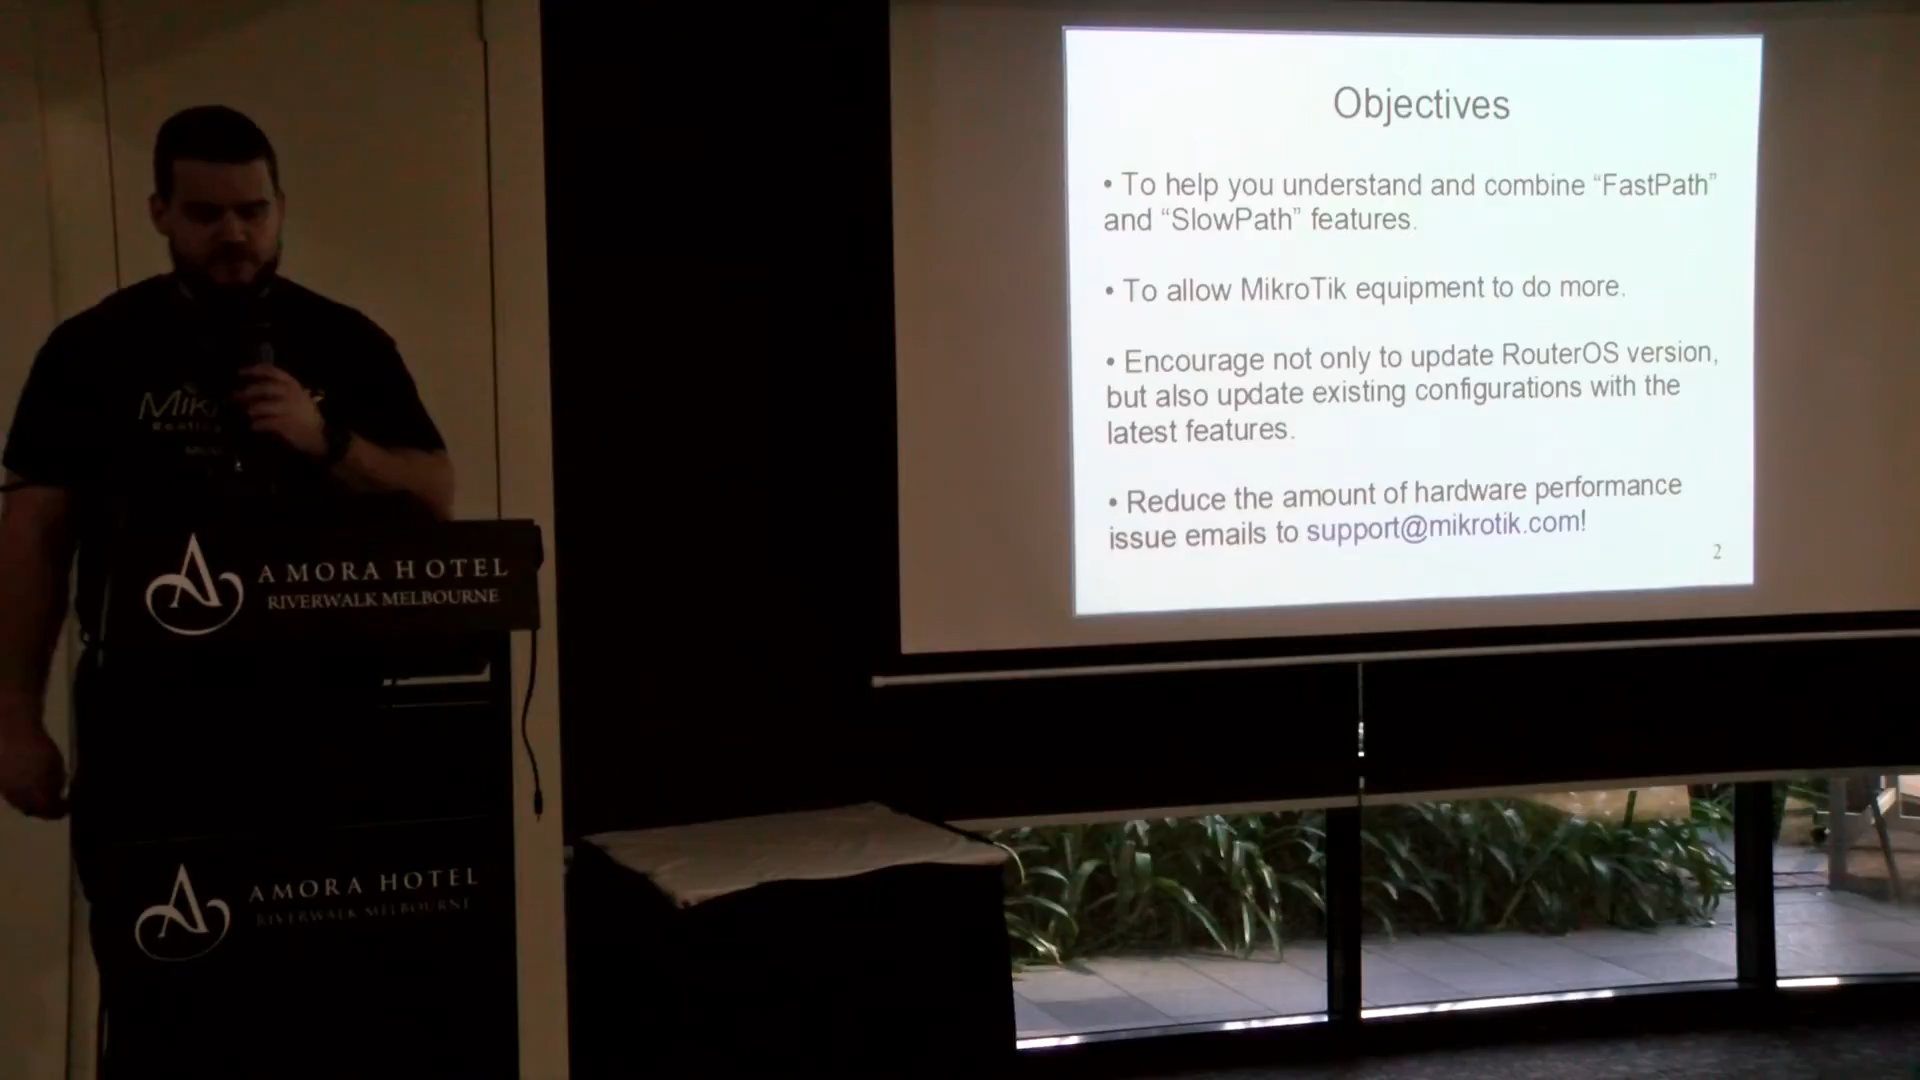 Objectives
• To help you understand and combine “FastPath”
and “SlowPath” features.
• To allow MikroTik equipment to do more.
• Encourage not only to update RouterOS version,
but also update existing configurations with the
latest features.
• Reduce the amount of hardware performance
issue emails to support@mikrotik.com!
2
AMORA HOTEL
RIVERWALK MELBOURNE
AMORA HOTEL
RIVERWALK MELBOURNE